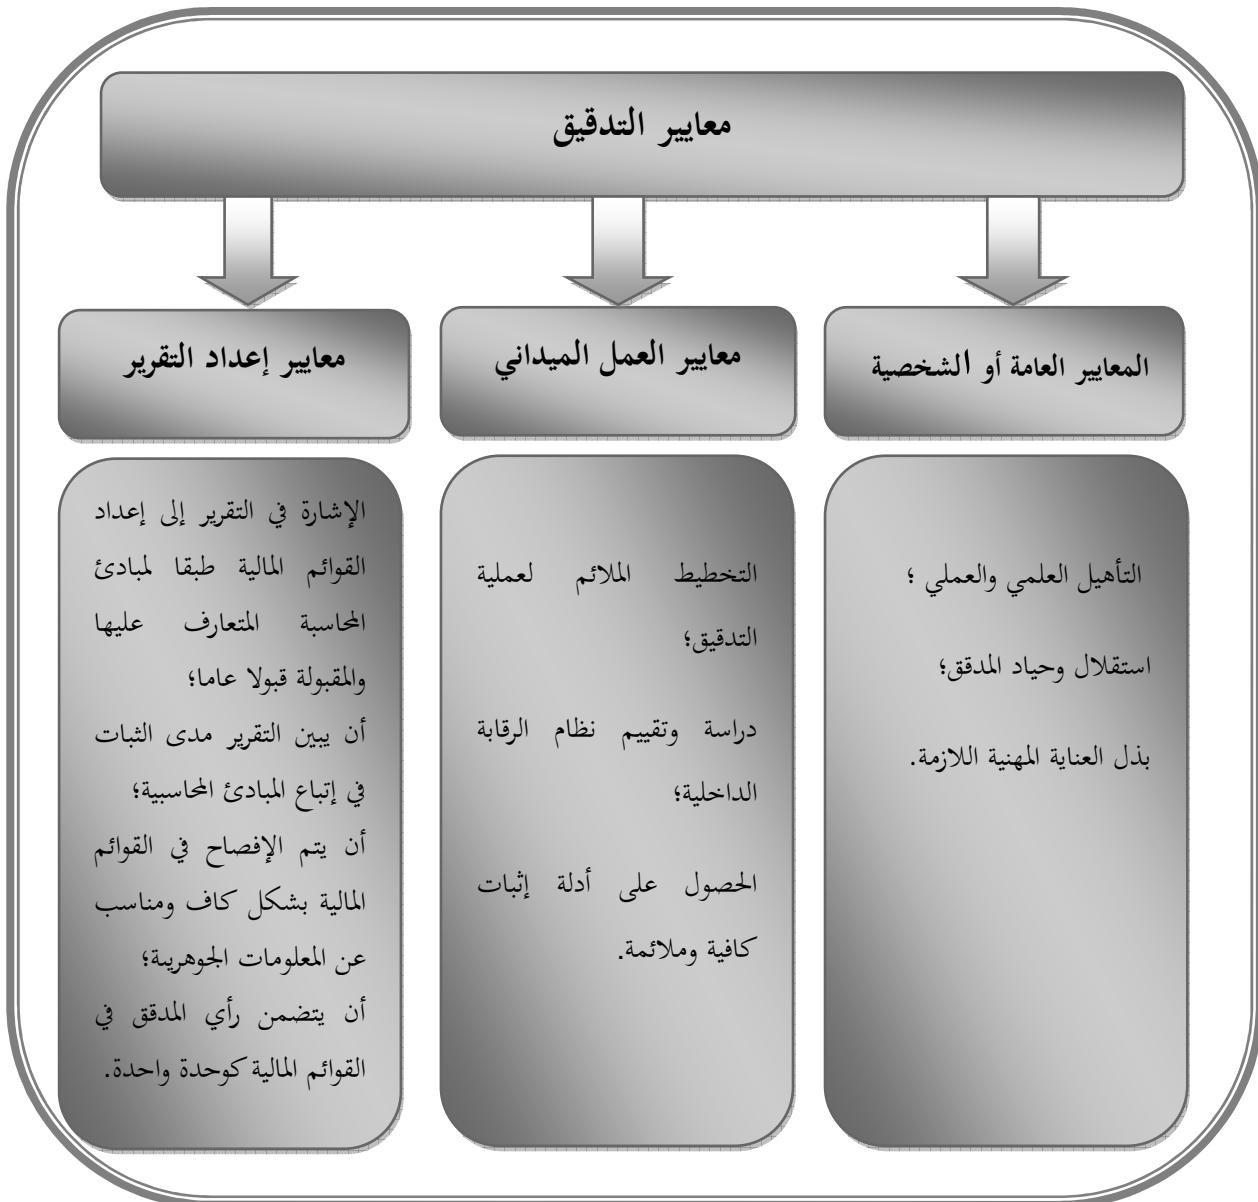 معايير التدقيق
المعايير العامة أو الشخصية
التأهيل العلمي والعملي ؛
استقلال وحياد المدقق؛
بذل العناية المهنية اللازمة.
معايير العمل الميداني
التخطيط الملائم لعملية
التدقيق؛
دراسة وتقييم نظام الرقابة
الداخلية؛
الحصول على أدلة إثبات
كافية وملائمة.
معايير إعداد التقرير
الإشارة في التقرير إلى إعداد
القوائم المالية طبقا لمبادئ
المحاسبة المتعارف عليها
والمقبولة قبولا عاما؛
أن يبين التقرير مدى الثبات
في إتباع المبادئ المحاسبية؛
أن يتم الإفصاح في القوائم
المالية بشكل كاف ومناسب
عن المعلومات الجوهرية؛
أن يتضمن رأي المدقق في
القوائم المالية كوحدة واحدة.